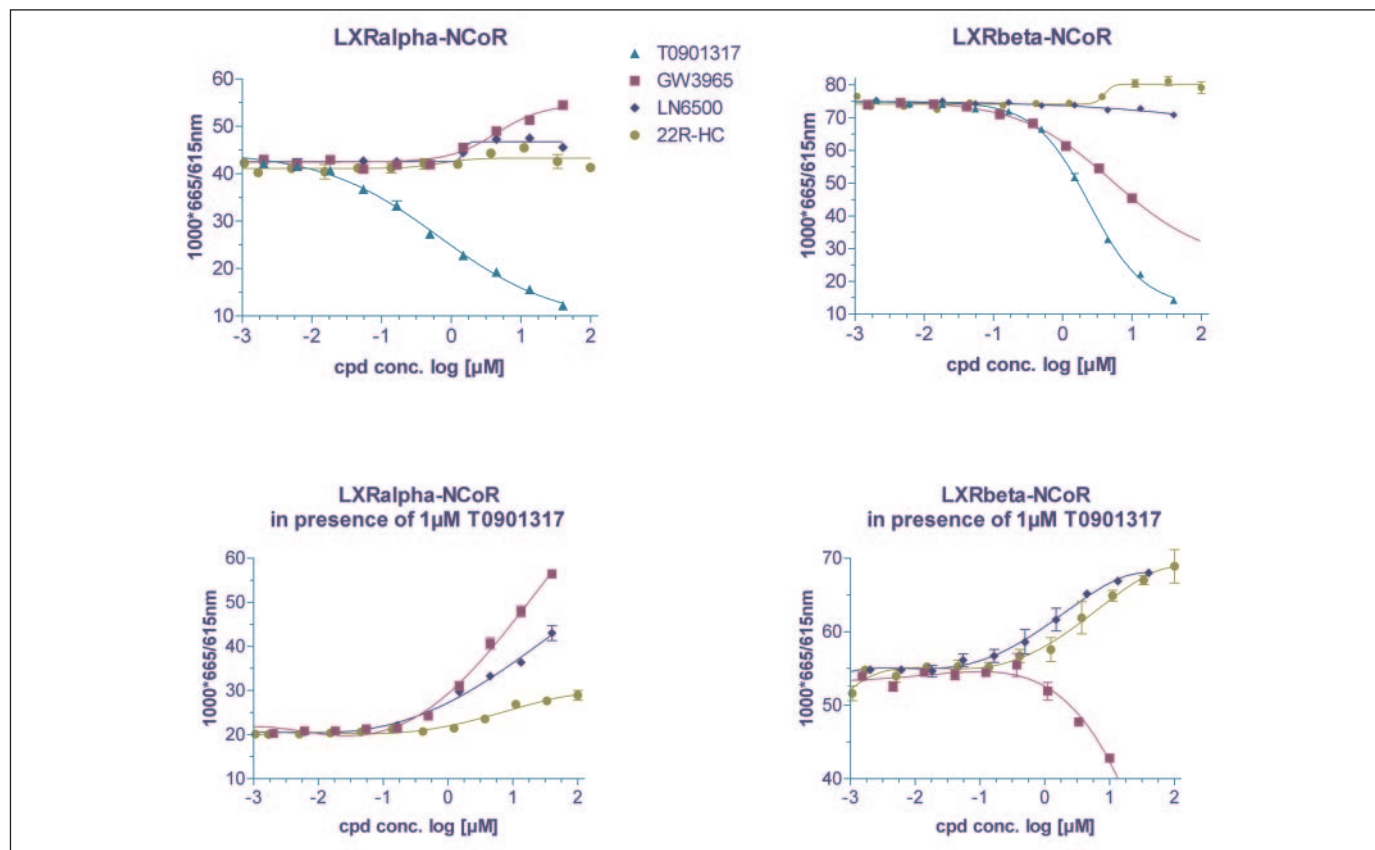 LXRalpha-NCoR
T0901317
GW3965
LN6500
22R-HC
60
50
40
30
20
10
1000*665/615nm
-3 -2 -1 0 1 2
cpd conc. log [µM]
LXRbeta-NCoR
80
70
60
50
40
30
20
10
1000*665/615nm
-3 -2 -1 0 1 2
cpd conc. log [µM]
LXRalpha-NCoR
in presence of 1µM T0901317
60
50
40
30
20
10
1000*665/615nm
-3 -2 -1 0 1 2
cpd conc. log [µM]
LXRbeta-NCoR
in presence of 1µM T0901317
70
60
50
40
1000*665/615nm
-3 -2 -1 0 1 2
cpd conc. log [µM]